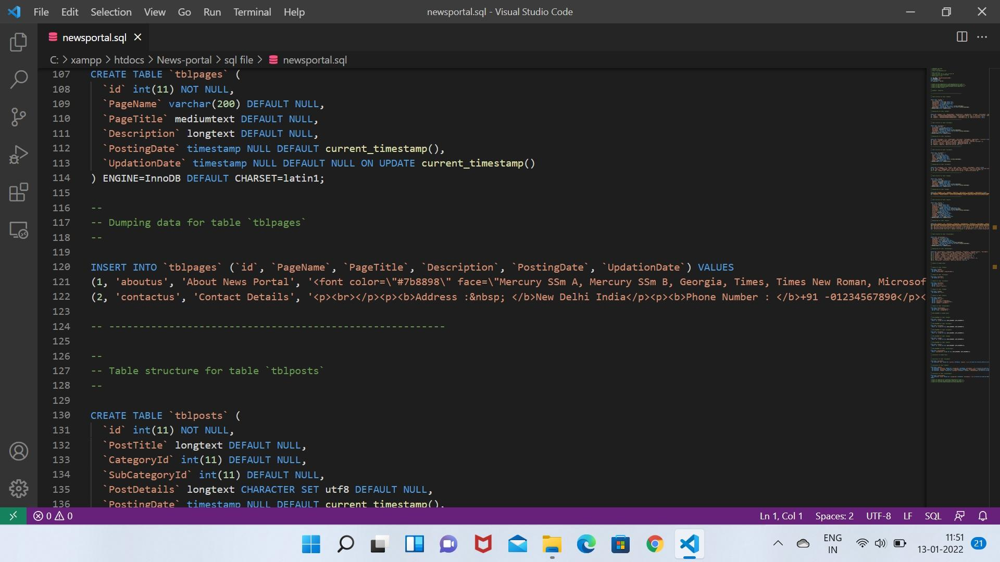 File Edit Selection View Go Run Terminal Help newsportal.sql - Visual Studio Code
newsportal.sql
C: > xampp > htdocs > News-portal > sql file > newsportal.sql
107 CREATE TABLE `tblpages` (
108 `id` int(11) NOT NULL,
109 `PageName` varchar(200) DEFAULT NULL,
110 `PageTitle` mediumtext DEFAULT NULL,
111 `Description` longtext DEFAULT NULL,
112 `PostingDate` timestamp NULL DEFAULT current_timestamp(),
113 `UpdationDate` timestamp NULL DEFAULT NULL ON UPDATE current_timestamp()
114 ) ENGINE=InnoDB DEFAULT CHARSET=latin1;
115
116 --
117 -- Dumping data for table `tblpages`
118 --
119
120 INSERT INTO `tblpages` (`id`, `PageName`, `PageTitle`, `Description`, `PostingDate`, `UpdationDate`) VALUES
121 (1, 'aboutus', 'About News Portal', '<font color=\"#7b8898\" face=\"Mercury SSm A, Mercury SSm B, Georgia, Times, Times New Roman, Microsof
122 (2, 'contactus', 'Contact Details', '<p><br></p><p><b>Address :&nbsp; </b>New Delhi India</p><p><b>Phone Number : </b>+91 -01234567890</p><
123
124 -- --------------------------------------------------------
125
126 --
127 -- Table structure for table `tblposts`
128 --
129
130 CREATE TABLE `tblposts` (
131 `id` int(11) NOT NULL,
132 `PostTitle` longtext DEFAULT NULL,
133 `CategoryId` int(11) DEFAULT NULL,
134 `SubCategoryId` int(11) DEFAULT NULL,
135 `PostDetails` longtext CHARACTER SET utf8 DEFAULT NULL,
136 `PostingDate` timestamp NULL DEFAULT current_timestamp(),
0 0 Ln 1, Col 1 Spaces: 2 UTF-8 LF SQL
ENG 11:51
IN 13-01-2022 21